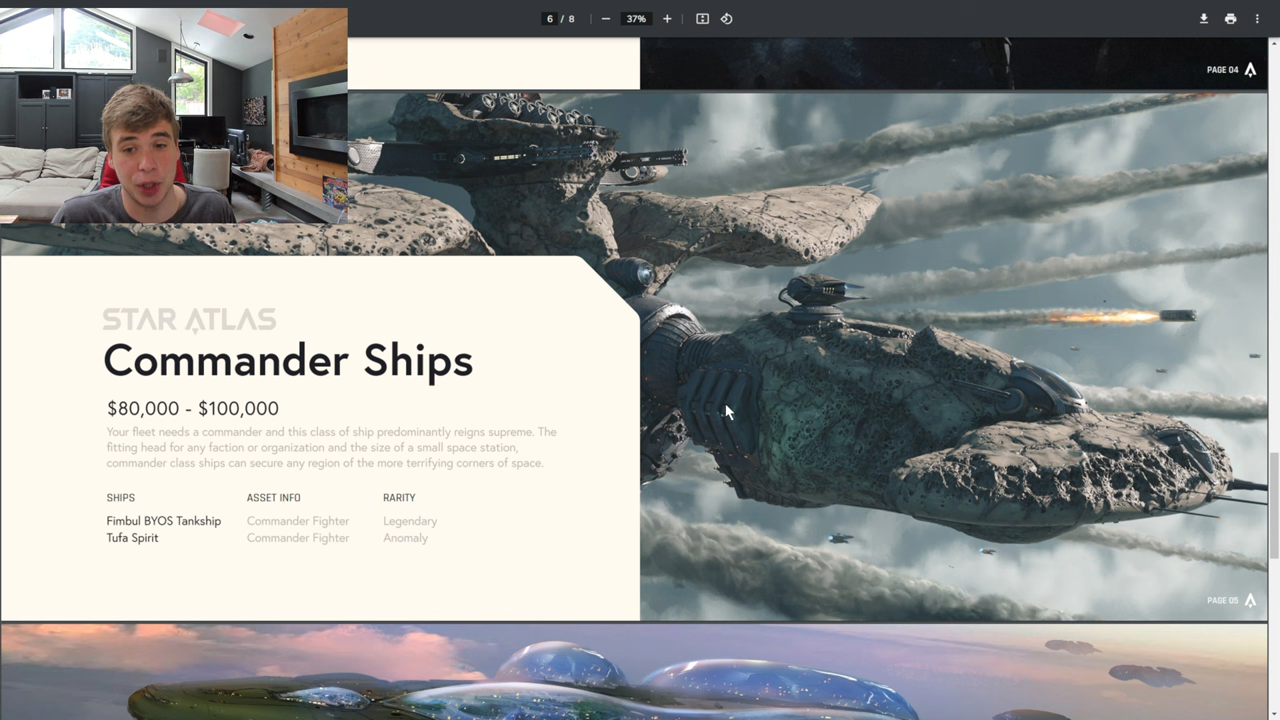 6 / 8
37%
PAGE 04
STAR ATLAS
Commander Ships
$80,000 - $100,000
Your fleet needs a commander and this class of ship predominantly reigns supreme. The
fitting head for any faction or organization and the size of a small space station,
commander class ships can secure any region of the more terrifying corners of space.
SHIPS ASSET INFO RARITY
Fimbul BYOS Tankship Commander Fighter Legendary
Tufa Spirit Commander Fighter Anomaly
PAGE 05